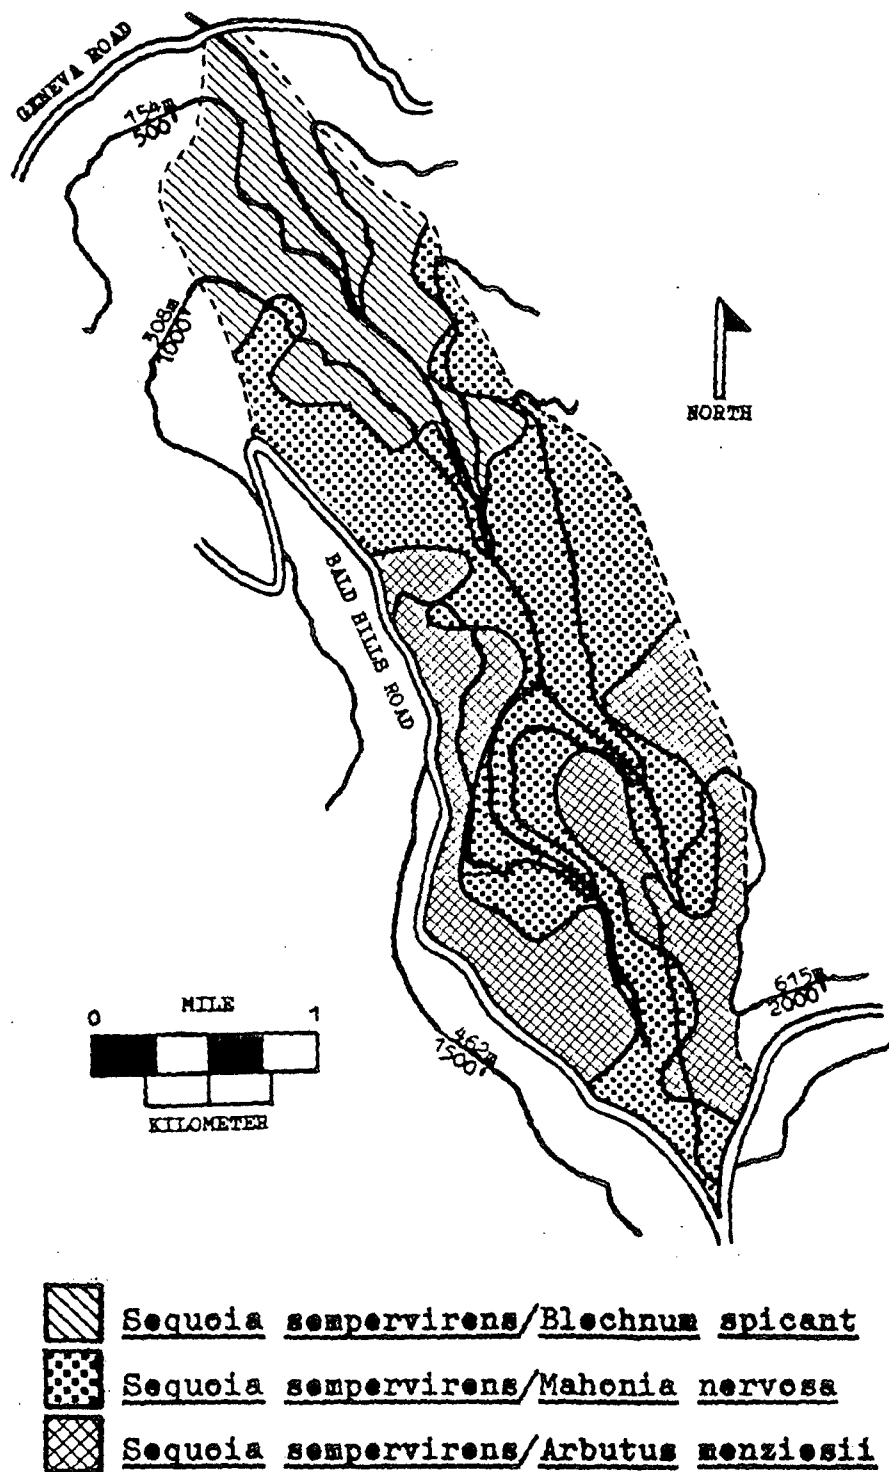 GENEVA ROAD
154m
500'
308m
1000'
NORTH
BALD HILLS ROAD
615m
2000'
MILE
0 1
462m
1500'
KILOMETER
Sequoia sempervirens/Blechnum spicant
Sequoia sempervirens/Mahonia nervosa
Sequoia sempervirens/Arbutus menziesii